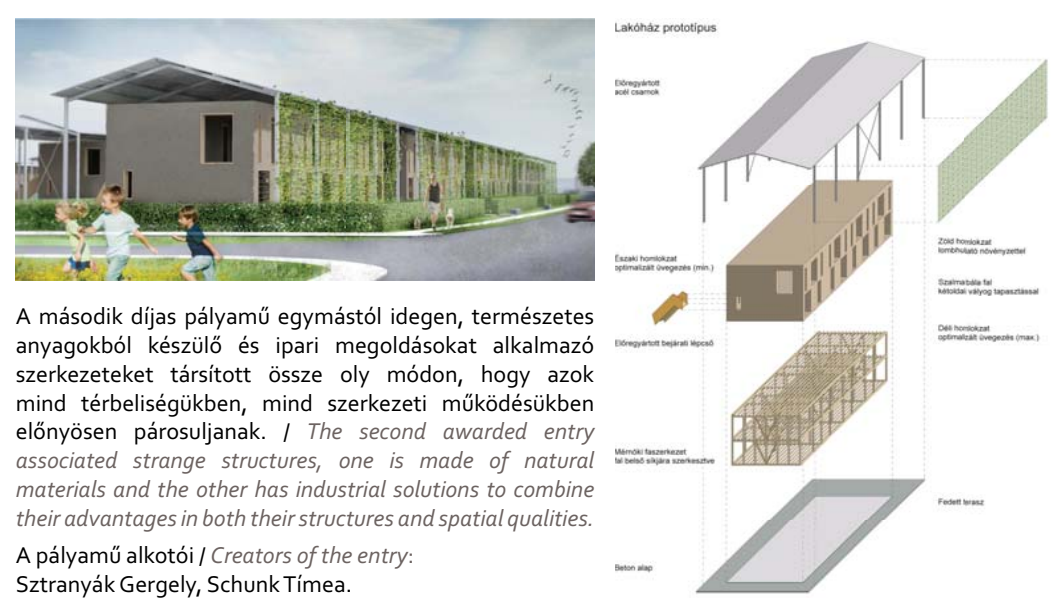 A második díjas pályamű egymástól idegen, természetes
anyagokból készülő és ipari megoldásokat alkalmazó
szerkezeteket társított össze oly módon, hogy azok
mind térbeliségükben, mind szerkezeti működésükben
előnyösen párosuljanak. / The second awarded entry
associated strange structures, one is made of natural
materials and the other has industrial solutions to combine
their advantages in both their structures and spatial qualities.
A pályamű alkotói / Creators of the entry:
Sztranyák Gergely, Schunk Tímea.
Lakóház prototípus
Előregyártott
acél csarnok
Zöld homlokzat
lombhullató növényzettel
Északi homlokzat
optimalizált üvegezés (min.)
Szalmabála fal
kétoldali vályog tapasztással
Előregyártott bejárati lépcső
Déli homlokzat
optimalizált üvegezés (max.)
Mérnöki faszerkezet
fal belső síkjára szerkesztve
Fedett terasz
Beton alap